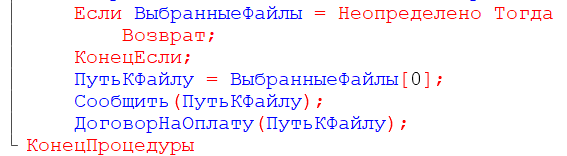 Если ВыбранныеФайлы = Неопределено Тогда
Возврат;
КонецЕсли;
ПутьКФайлу = ВыбранныеФайлы[0];
Сообщить(ПутьКФайлу);
ДоговорНаОплату(ПутьКФайлу);
КонецПроцедуры